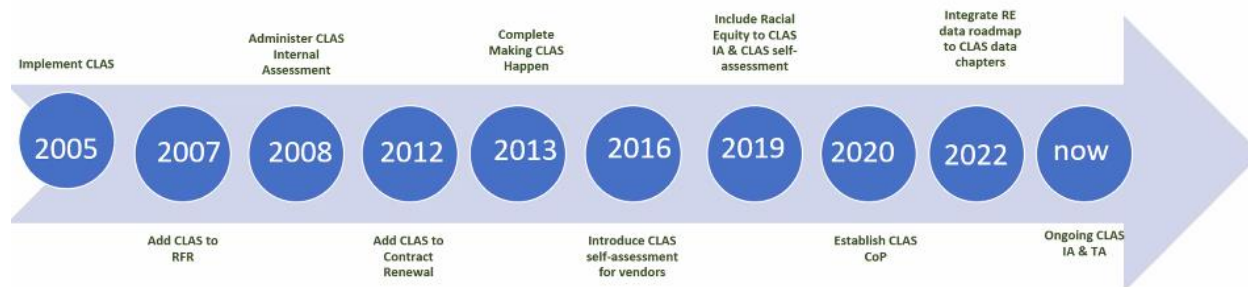 Implement CLAS
Administer CLAS
Internal
Assessment
Complete
Making CLAS
Happen
Include Racial
Equity to CLAS
IA & CLAS self-
assessment
Integrate RE
data roadmap
to CLAS data
chapters
2005
2007
2008
2012
2013
2016
2019
2020
2022
now
Add CLAS to
RFR
Add CLAS to
Contract
Renewal
Introduce CLAS
self-assessment
for vendors
Establish CLAS
CoP
Ongoing CLAS
IA & TA